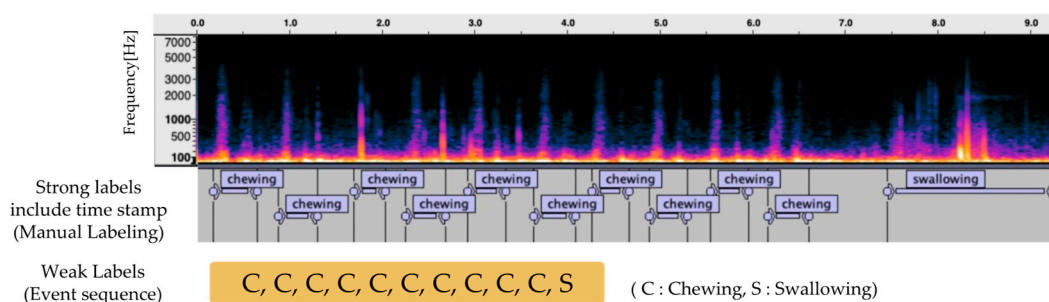 0.0 1.0 2.0 3.0 4.0 5.0 6.0 7.0 8.0 9.0
Frequency[Hz]
7000
5000
3000
2000
1000
500
100
Strong labels
include time stamp
(Manual Labeling)
chewing chewing chewing chewing chewing swallowing
chewing chewing chewing chewing chewing
Weak Labels
(Event sequence)
C, C, C, C, C, C, C, C, C, C, S
( C : Chewing, S : Swallowing)